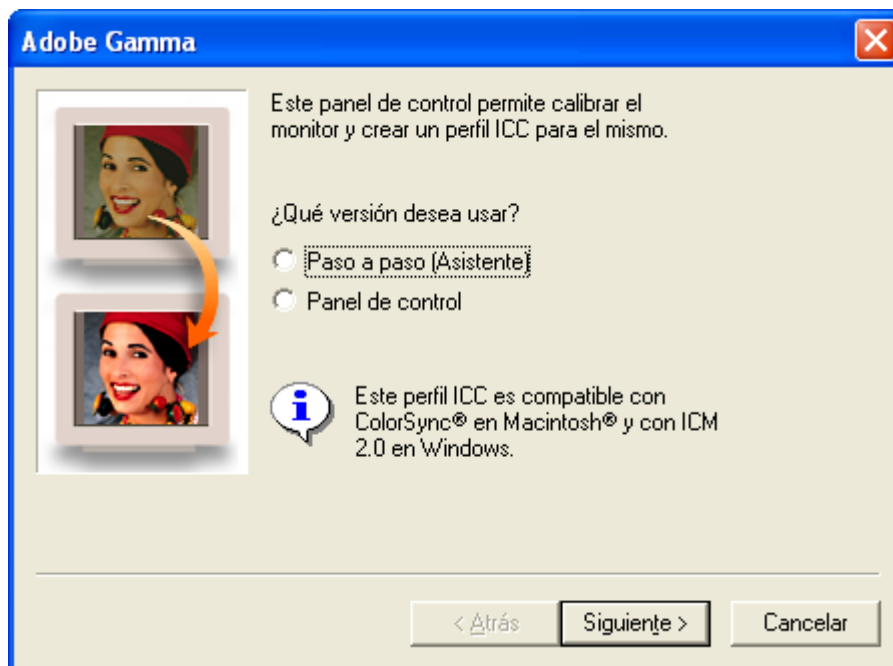 Adobe Gamma
Este panel de control permite calibrar el
monitor y crear un perfil ICC para el mismo.
¿Qué versión desea usar?
Paso a paso (Asistente)
Panel de control
Este perfil ICC es compatible con
ColorSync® en Macintosh® y con ICM
2.0 en Windows.
< Atrás
Siguiente >
Cancelar